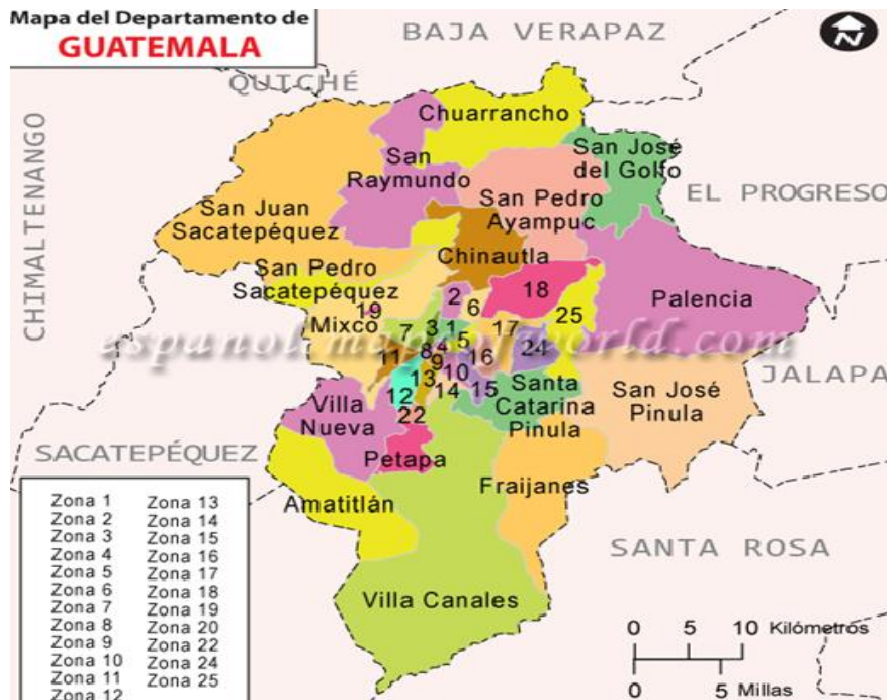 Mapa del Departamento de
GUATEMALA
BAJA VERAPAZ
QUICHÉ
CHIMALTENANGO
EL PROGRESO
JALAPA
SANTA ROSA
SACATEPÉQUEZ
Chuarrancho
San
Raymundo
San José
del Golfo
San Juan
Sacatepéquez
San Pedro
Ayampuc
Chinautla
San Pedro
Sacatepéquez
Palencia
Mixco
19
2
6
18
25
7
3
1
5
17
24
11
8
4
9
10
16
12
13
14
15
22
Santa
Catarina
Pinula
San José
Pinula
Villa
Nueva
Petapa
Fraijanes
Amatitlán
Villa Canales
Zona 1
Zona 2
Zona 3
Zona 4
Zona 5
Zona 6
Zona 7
Zona 8
Zona 9
Zona 10
Zona 11
Zona 12
Zona 13
Zona 14
Zona 15
Zona 16
Zona 17
Zona 18
Zona 19
Zona 20
Zona 22
Zona 24
Zona 25
0 5 10 Kilómetros
0 5 Millas
N